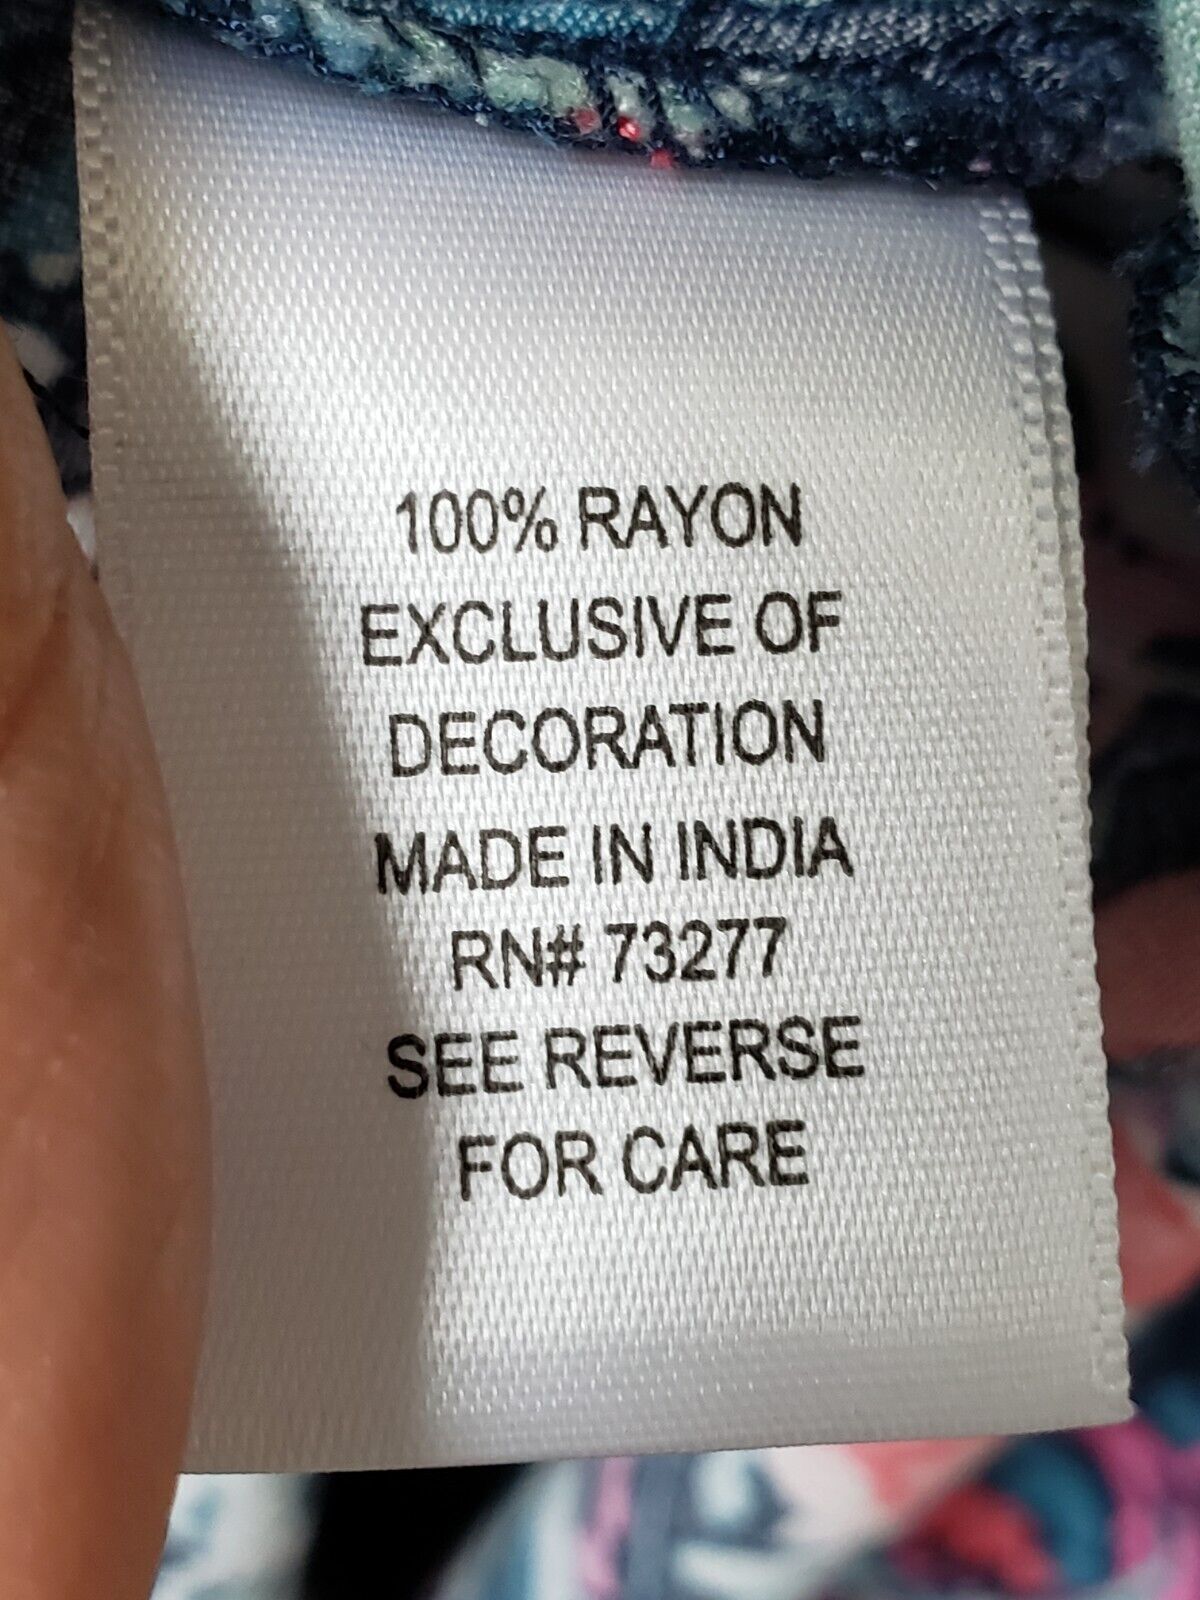 100% RAYON
EXCLUSIVE OF
DECORATION
MADE IN INDIA
RN# 73277
SEE REVERSE
FOR CARE